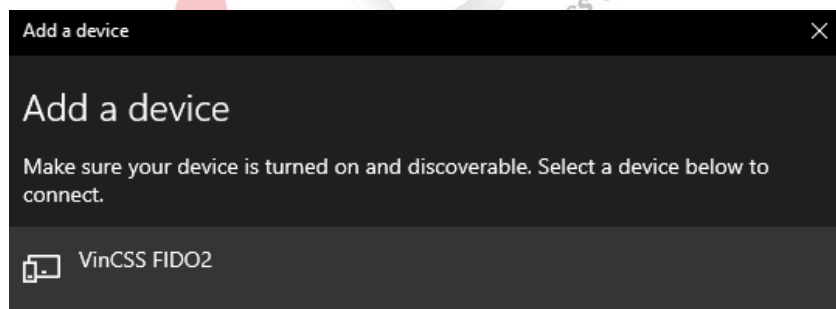 Add a device
Add a device
Make sure your device is turned on and discoverable. Select a device below to
connect.
VinCSS FIDO2